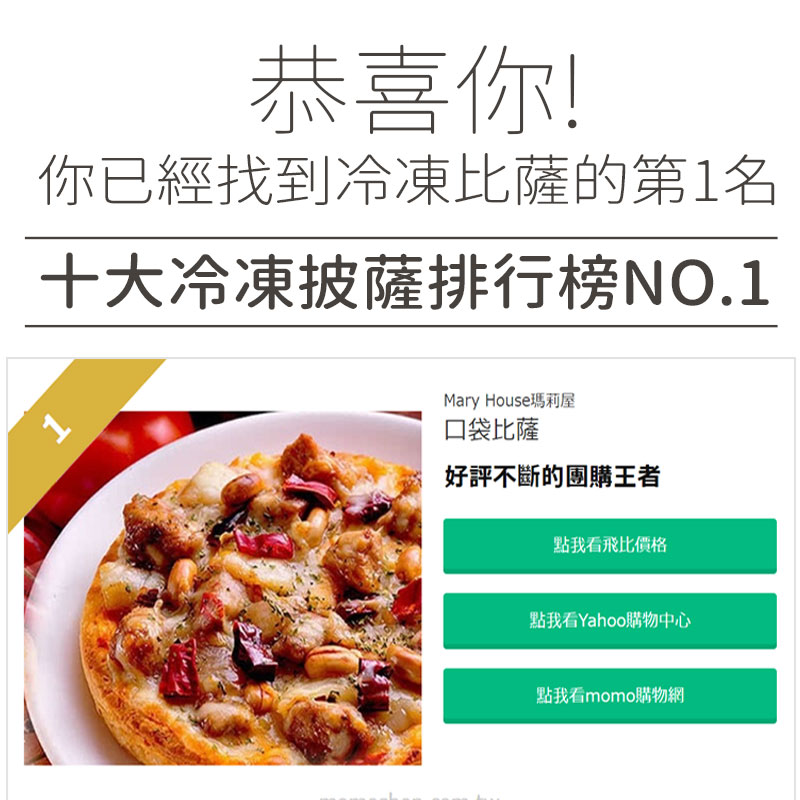 恭喜你!
你已經找到冷凍比薩的第1名
十大冷凍披薩排行榜NO.1
1
Mary House瑪莉屋
口袋比薩
好評不斷的團購王者
點我看飛比價格
點我看Yahoo購物中心
點我看momo購物網